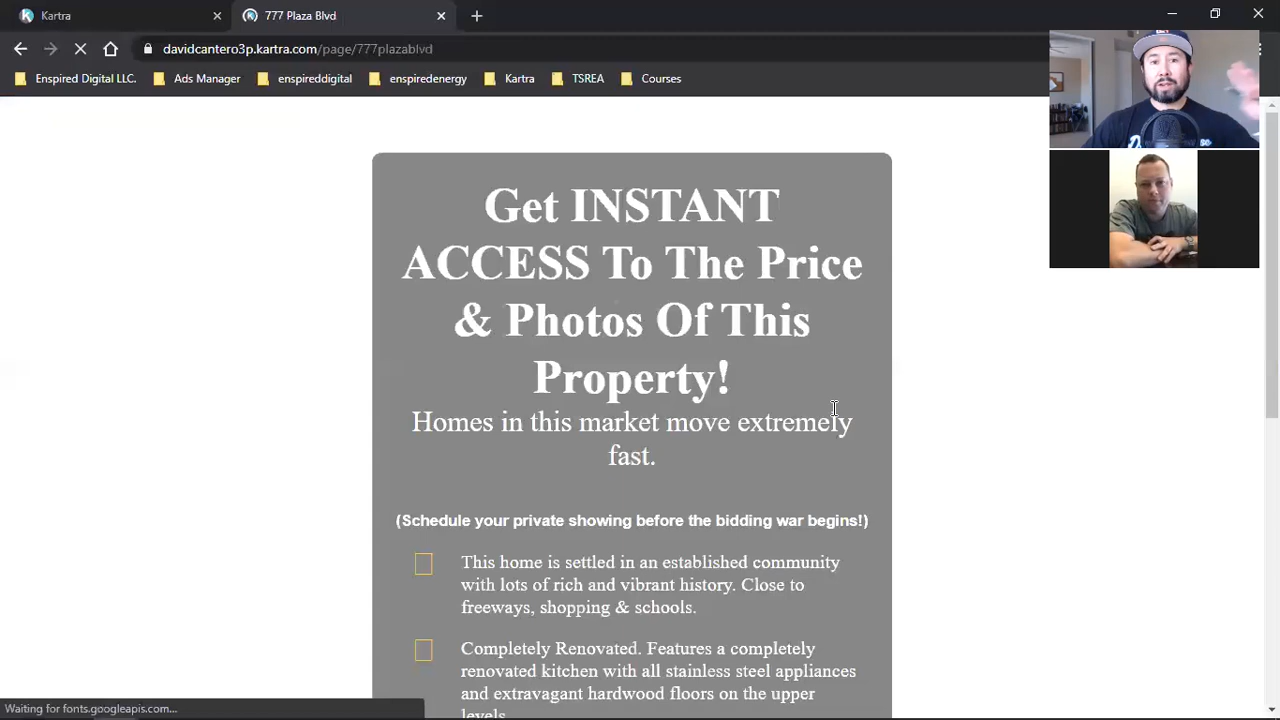 Kartra
777 Plaza Blvd
davidcantero3p.kartra.com/page/777plazablvd
Enspired Digital LLC. Ads Manager enspireddigital enspiredenergy Kartra TSREA Courses
Get INSTANT
ACCESS To The Price
& Photos Of This
Property!
Homes in this market move extremely
fast.
(Schedule your private showing before the bidding war begins!)
This home is settled in an established community
with lots of rich and vibrant history. Close to
freeways, shopping & schools.
Completely Renovated. Features a completely
renovated kitchen with all stainless steel appliances
and extravagant hardwood floors on the upper
levels.
Waiting for fonts.googleapis.com...